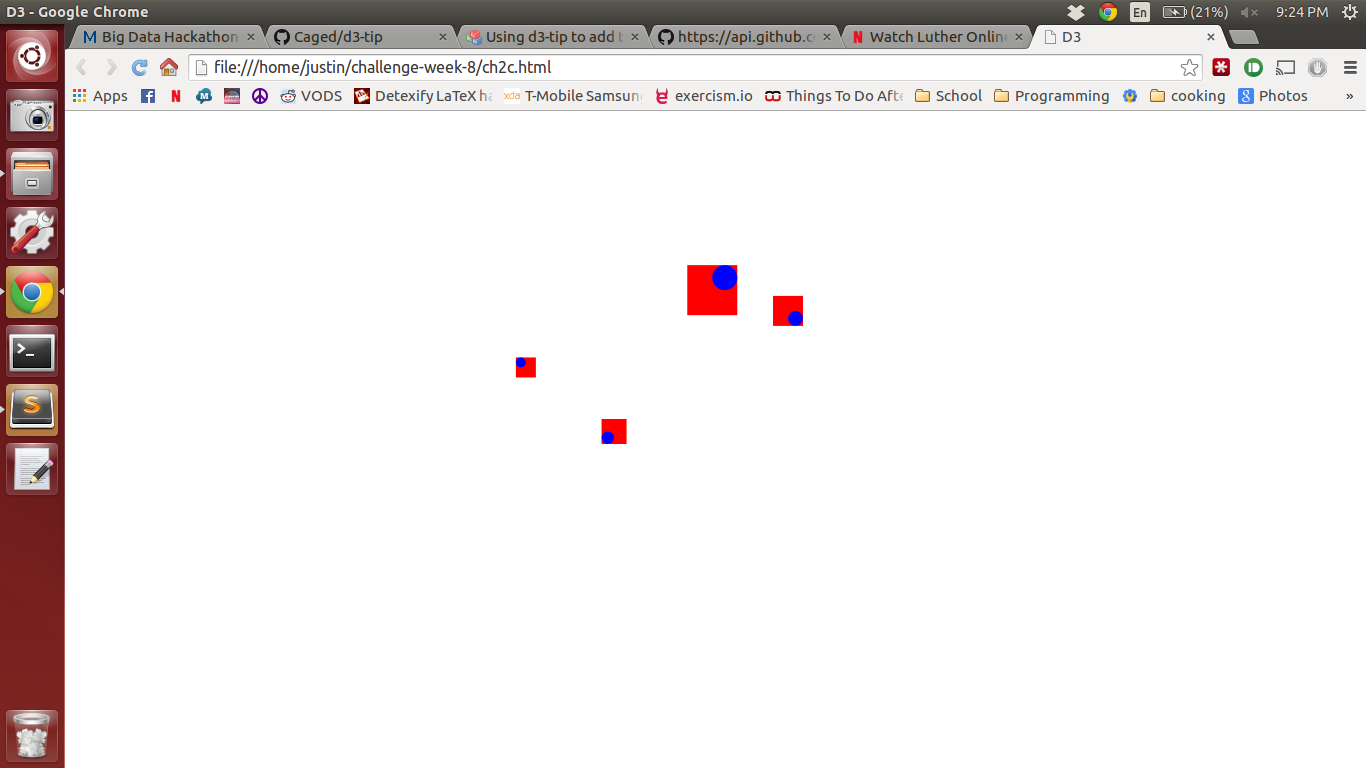 D3 - Google Chrome
En
(21%)
9:24 PM
M Big Data Hackathon
Caged/d3-tip
Using d3-tip to add t
https://api.github.c
N Watch Luther Onlin
D3
file:///home/justin/challenge-week-8/ch2c.html
Apps
N
VODS
Detexify LaTeX ha
xda T-Mobile Samsun
exercism.io
Things To Do Afte
School
Programming
cooking
g Photos
»
>_
S